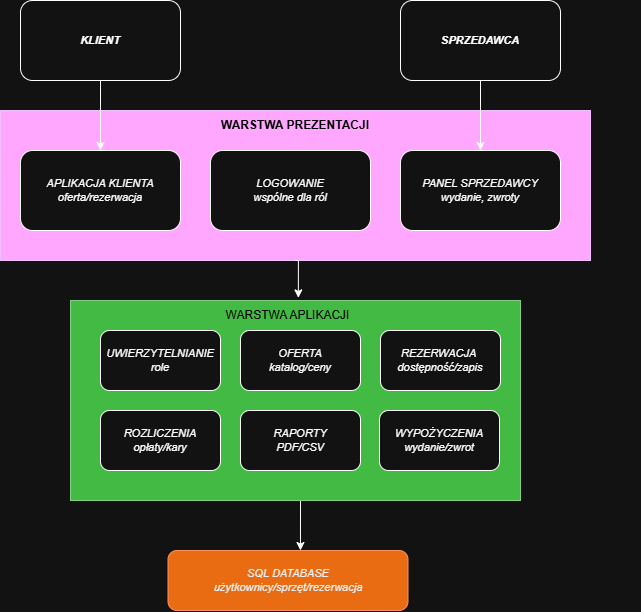 KLIENT
SPRZEDAWCA
WARSTWA PREZENTACJI
APLIKACJA KLIENTA
oferta/rezerwacja
LOGOWANIE
wspólne dla ról
PANEL SPRZEDAWCY
wydanie, zwroty
WARSTWA APLIKACJI
UWIERZYTELNIANIE
role
OFERTA
katalog/ceny
REZERWACJA
dostępność/zapis
ROZLICZENIA
opłaty/kary
RAPORTY
PDF/CSV
WYPOŻYCZENIA
wydanie/zwrot
SQL DATABASE
użytkownicy/sprzęt/rezerwacja